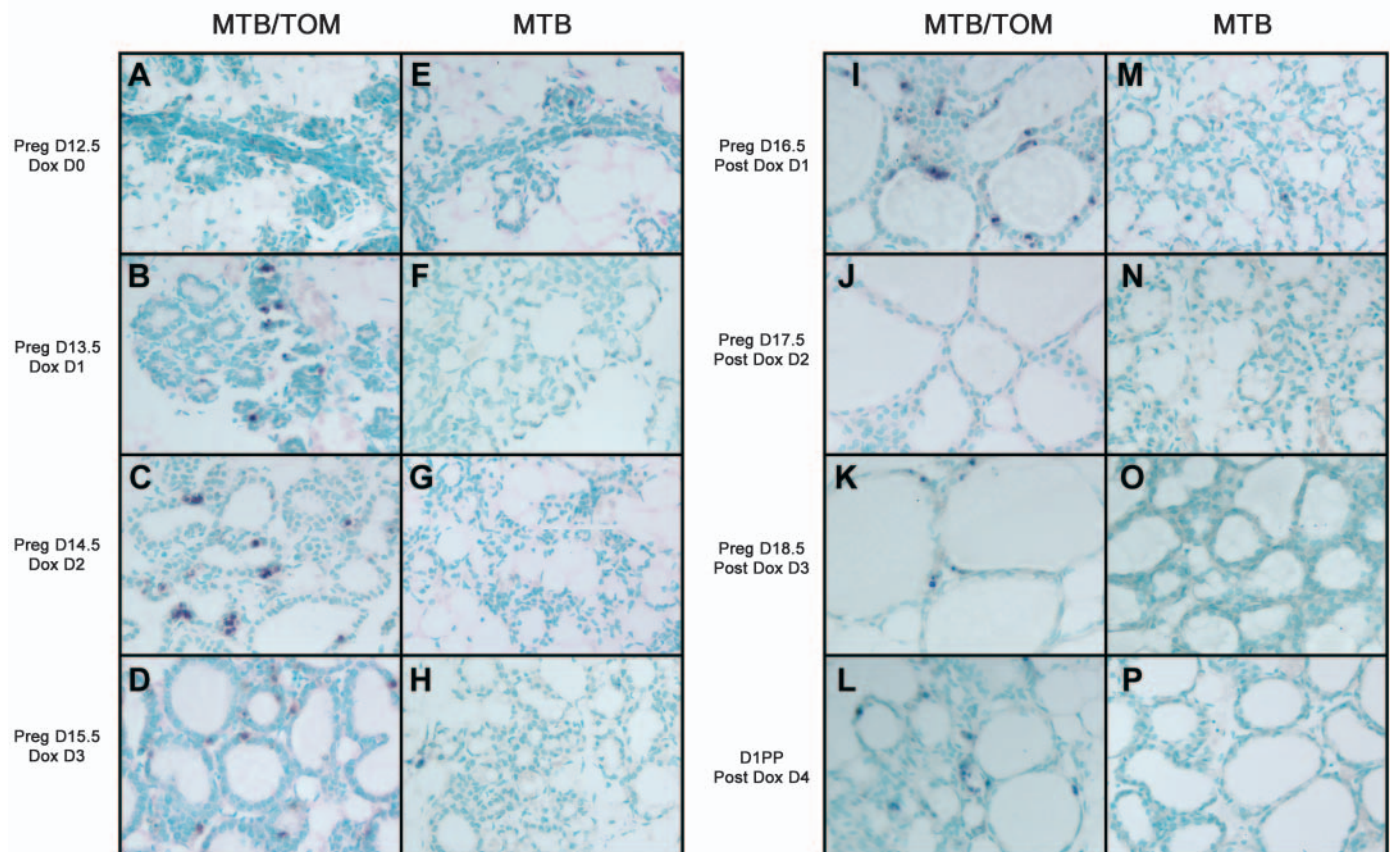 MTB/TOM MTB MTB/TOM MTB
A E I M
Preg D12.5
Dox D0
Preg D16.5
Post Dox D1
B F J N
Preg D13.5
Dox D1
Preg D17.5
Post Dox D2
C G K O
Preg D14.5
Dox D2
Preg D18.5
Post Dox D3
D H L P
Preg D15.5
Dox D3
D1PP
Post Dox D4